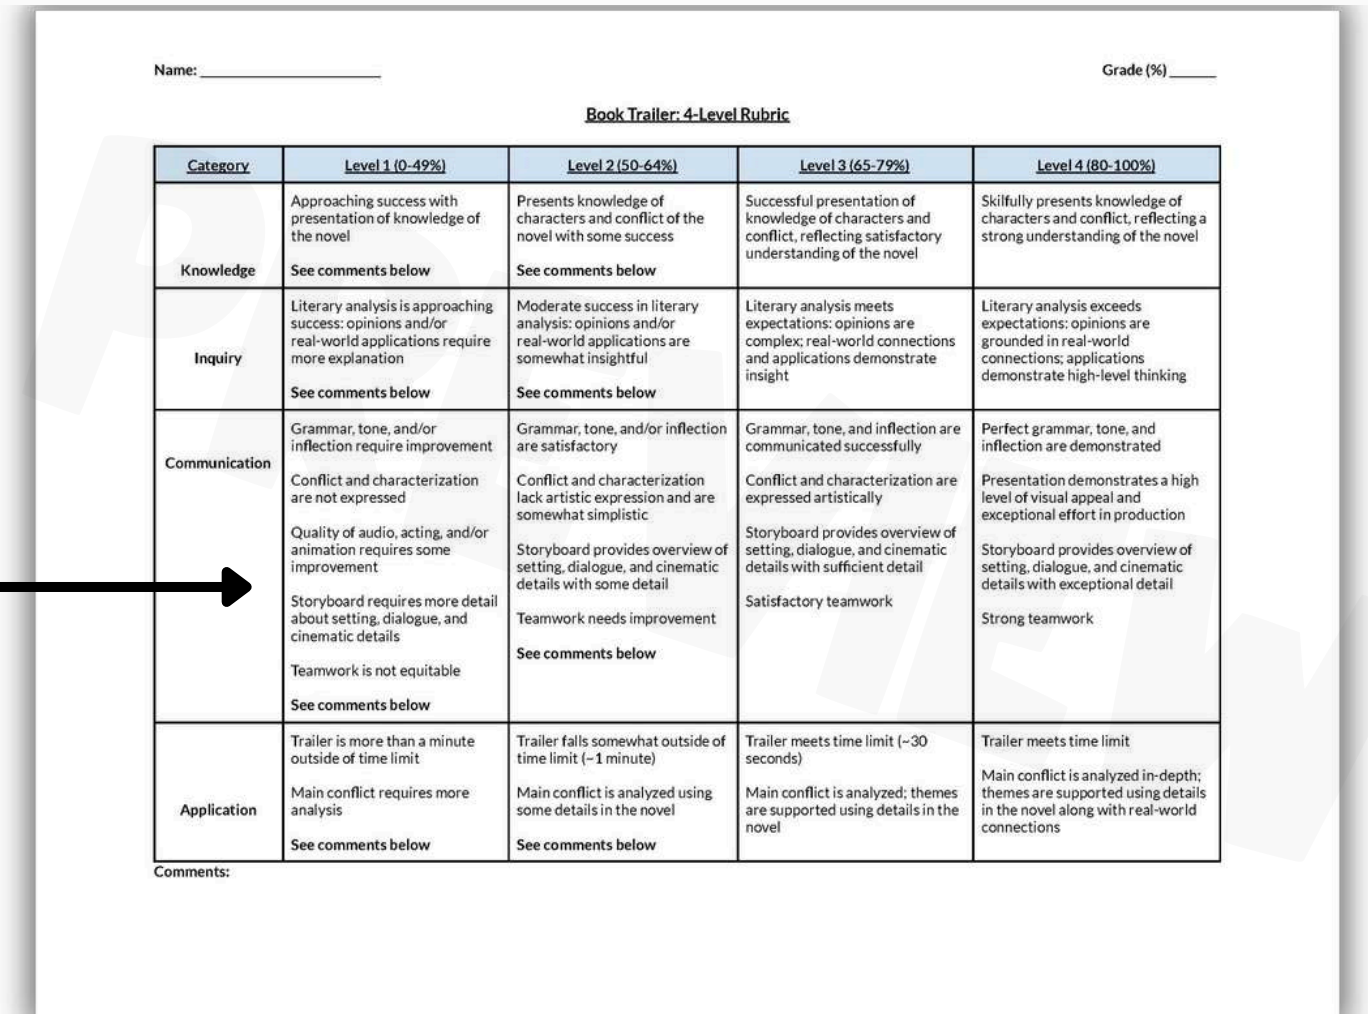 Name: ____________________
Grade (%) ______
Book Trailer: 4-Level Rubric
Category
Level 1 (0-49%)
Level 2 (50-64%)
Level 3 (65-79%)
Level 4 (80-100%)
Knowledge
Approaching success with
presentation of knowledge of
the novel
See comments below
Presents knowledge of
characters and conflict of the
novel with some success
See comments below
Successful presentation of
knowledge of characters and
conflict, reflecting satisfactory
understanding of the novel
Skilfully presents knowledge of
characters and conflict, reflecting a
strong understanding of the novel
Inquiry
Literary analysis is approaching
success: opinions and/or
real-world applications require
more explanation
See comments below
Moderate success in literary
analysis: opinions and/or
real-world applications are
somewhat insightful
See comments below
Literary analysis meets
expectations: opinions are
complex; real-world connections
and applications demonstrate
insight
Literary analysis exceeds
expectations: opinions are
grounded in real-world
connections; applications
demonstrate high-level thinking
Communication
Grammar, tone, and/or
inflection require improvement
Conflict and characterization
are not expressed
Quality of audio, acting, and/or
animation requires some
improvement
Storyboard requires more detail
about setting, dialogue, and
cinematic details
Teamwork is not equitable
See comments below
Grammar, tone, and/or inflection
are satisfactory
Conflict and characterization
lack artistic expression and are
somewhat simplistic
Storyboard provides overview of
setting, dialogue, and cinematic
details with some detail
Teamwork needs improvement
See comments below
Grammar, tone, and inflection are
communicated successfully
Conflict and characterization are
expressed artistically
Storyboard provides overview of
setting, dialogue, and cinematic
details with sufficient detail
Satisfactory teamwork
Perfect grammar, tone, and
inflection are demonstrated
Presentation demonstrates a high
level of visual appeal and
exceptional effort in production
Storyboard provides overview of
setting, dialogue, and cinematic
details with exceptional detail
Strong teamwork
Application
Trailer is more than a minute
outside of time limit
Main conflict requires more
analysis
See comments below
Trailer falls somewhat outside of
time limit (~1 minute)
Main conflict is analyzed using
some details in the novel
See comments below
Trailer meets time limit (~30
seconds)
Main conflict is analyzed; themes
are supported using details in the
novel
Trailer meets time limit
Main conflict is analyzed in-depth;
themes are supported using details
in the novel along with real-world
connections
Comments:
PREVIEW